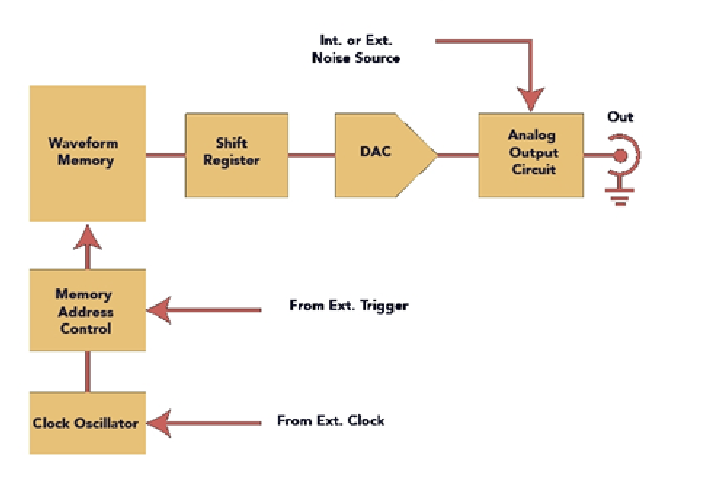 Int. or Ext.
Noise Source
Out
Waveform
Memory
Shift
Register
DAC
Analog
Output
Circuit
Memory
Address
Control
From Ext. Trigger
Clock Oscillator
From Ext. Clock